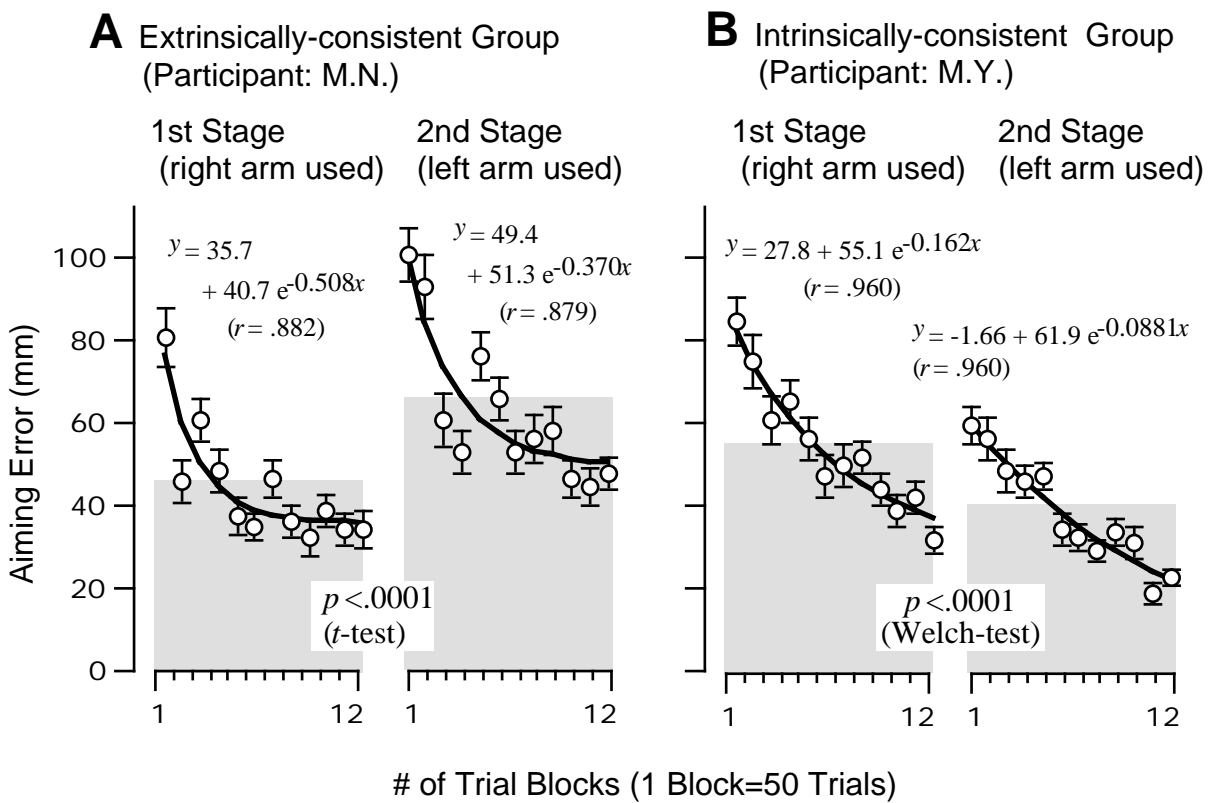 A Extrinsically-consistent Group
(Participant: M.N.)
1st Stage
(right arm used)
2nd Stage
(left arm used)
y = 35.7
+ 40.7 e-0.508x
(r = .882)
y = 49.4
+ 51.3 e-0.370x
(r = .879)
p <.0001
(t-test)
B Intrinsically-consistent Group
(Participant: M.Y.)
1st Stage
(right arm used)
2nd Stage
(left arm used)
y = 27.8 + 55.1 e-0.162x
(r = .960)
y = -1.66 + 61.9 e-0.0881x
(r = .960)
p <.0001
(Welch-test)
Aiming Error (mm)
100
80
60
40
20
0
1 12
1 12
1 12
1 12
# of Trial Blocks (1 Block=50 Trials)